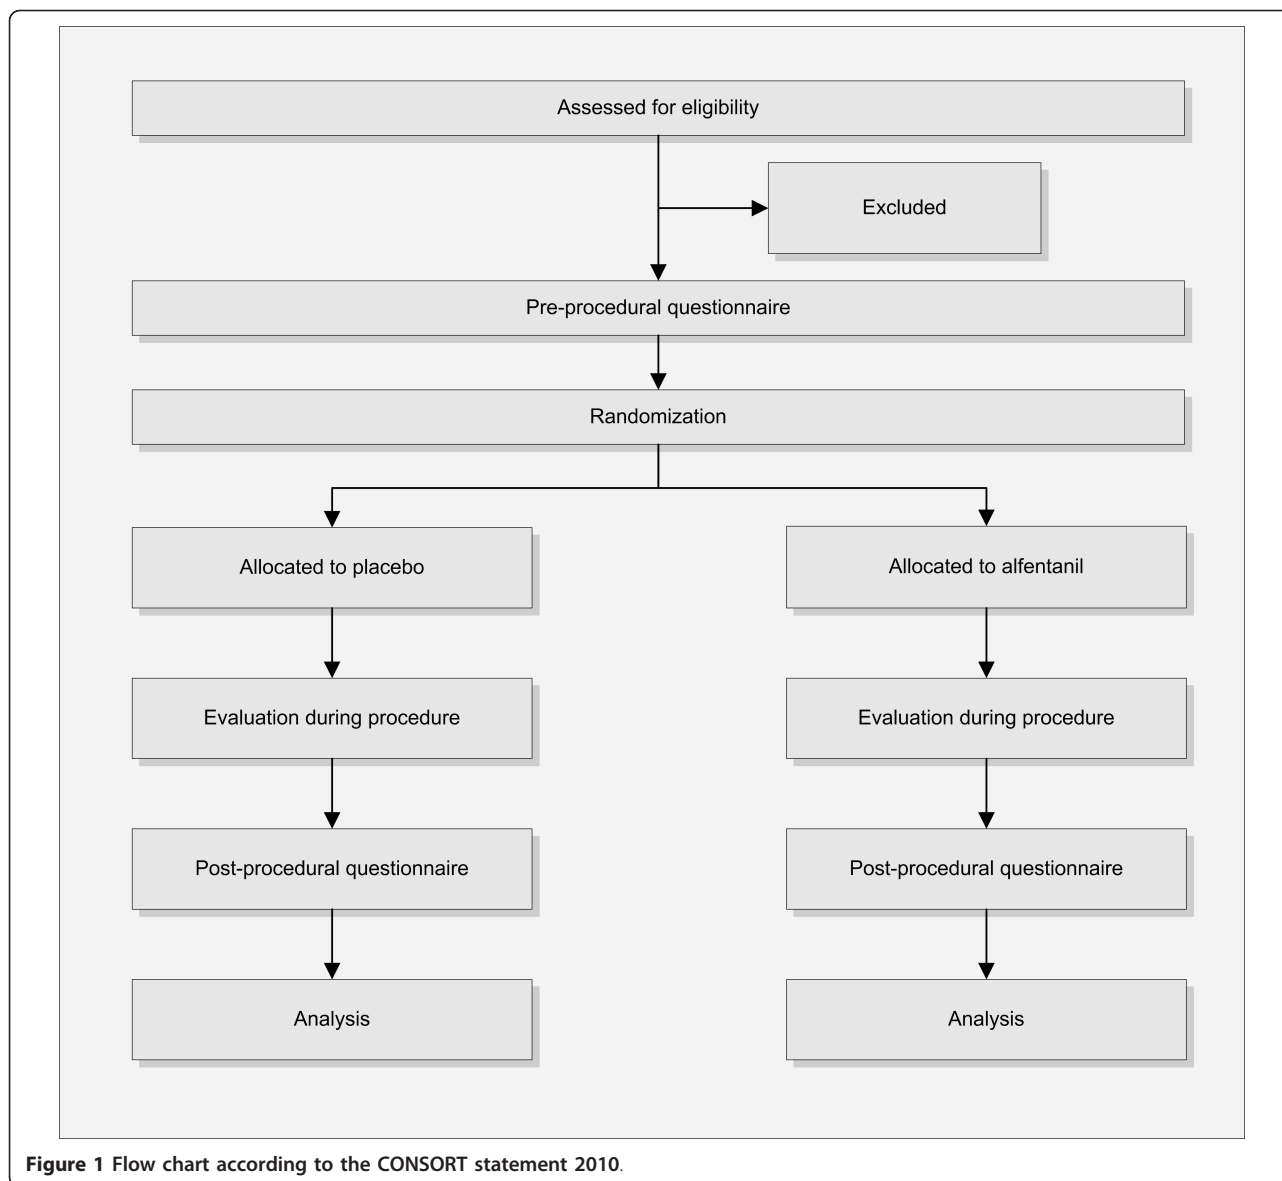 Assessed for eligibility
Excluded
Pre-procedural questionnaire
Randomization
Allocated to placebo
Allocated to alfentanil
Evaluation during procedure
Evaluation during procedure
Post-procedural questionnaire
Post-procedural questionnaire
Analysis
Analysis
Figure 1 Flow chart according to the CONSORT statement 2010.